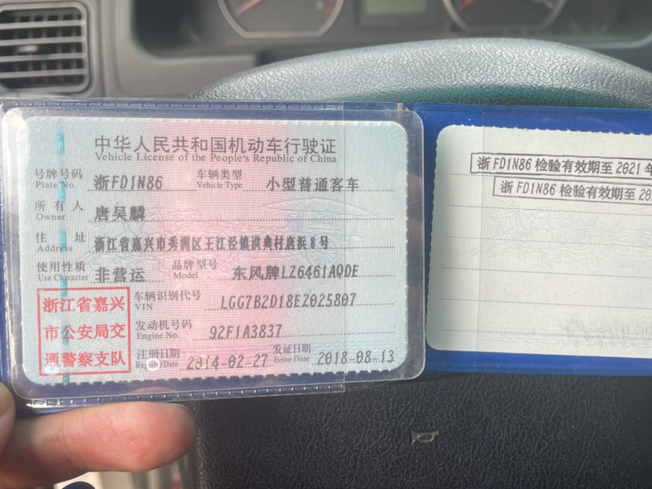 中华人民共和国机动车行驶证
Vehicle License of the People's Republic of China
号牌号码 浙FD1N86 车辆类型 小型普通客车
Plate No. Vehicle Type
所有人 唐吴麟
Owner
住址 浙江省嘉兴市秀洲区王江泾镇洪典村唐浜8号
Address
使用性质 非营运 品牌型号 东风牌LZ6461AQDE
Use Character Model
浙江省嘉兴
市公安局交
通警察支队
车辆识别代号 LGG7B2D18EZ025807
VIN
发动机号码 92F1A3837
Engine No.
注册日期 2014-02-27 发证日期 2018-08-13
Register Date Issue Date
浙FD1N86 检验有效期至 2021年
浙FD1N86 检验有效期至 20